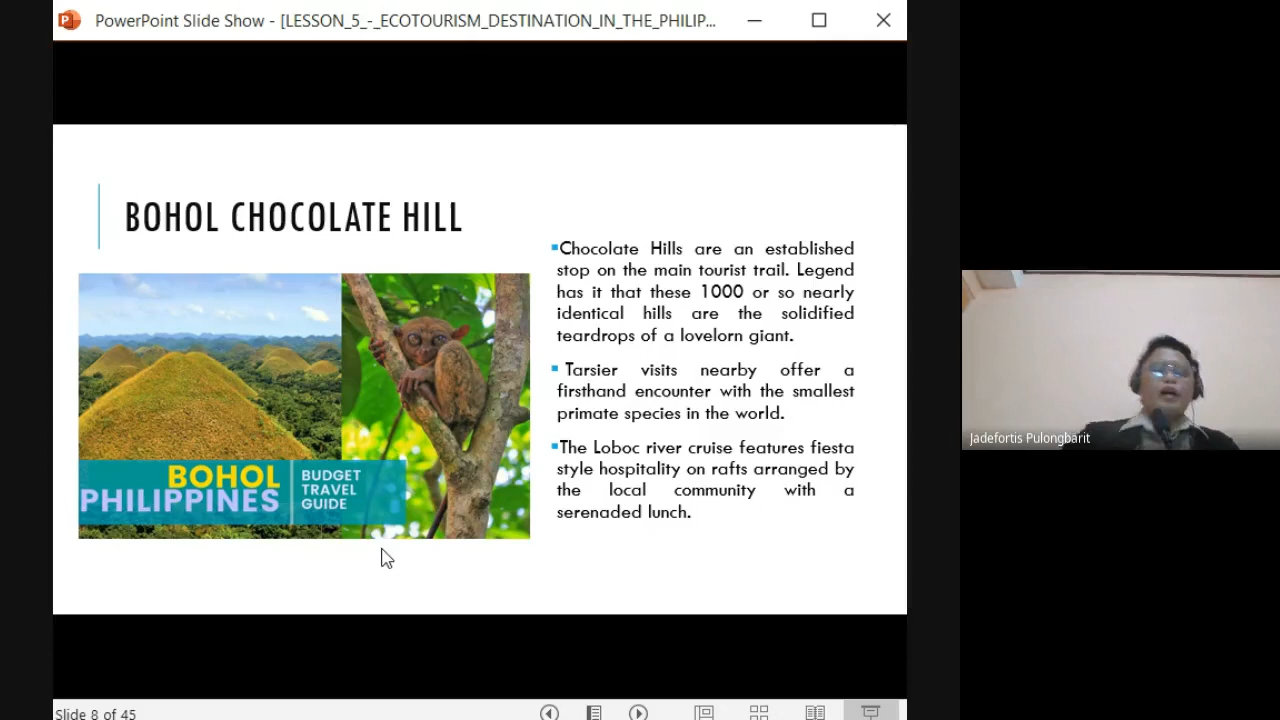 PowerPoint Slide Show - [LESSON_5_-_ECOTOURISM_DESTINATION_IN_THE_PHILIP...
BOHOL CHOCOLATE HILL
Chocolate Hills are an established
stop on the main tourist trail. Legend
has it that these 1000 or so nearly
identical hills are the solidified
teardrops of a lovelorn giant.
Tarsier visits nearby offer a
firsthand encounter with the smallest
primate species in the world.
The Loboc river cruise features fiesta
style hospitality on rafts arranged by
the local community with a
serenaded lunch.
BOHOL
PHILIPPINES
BUDGET
TRAVEL
GUIDE
Jadefortis Pulongbarit
Slide 8 of 45